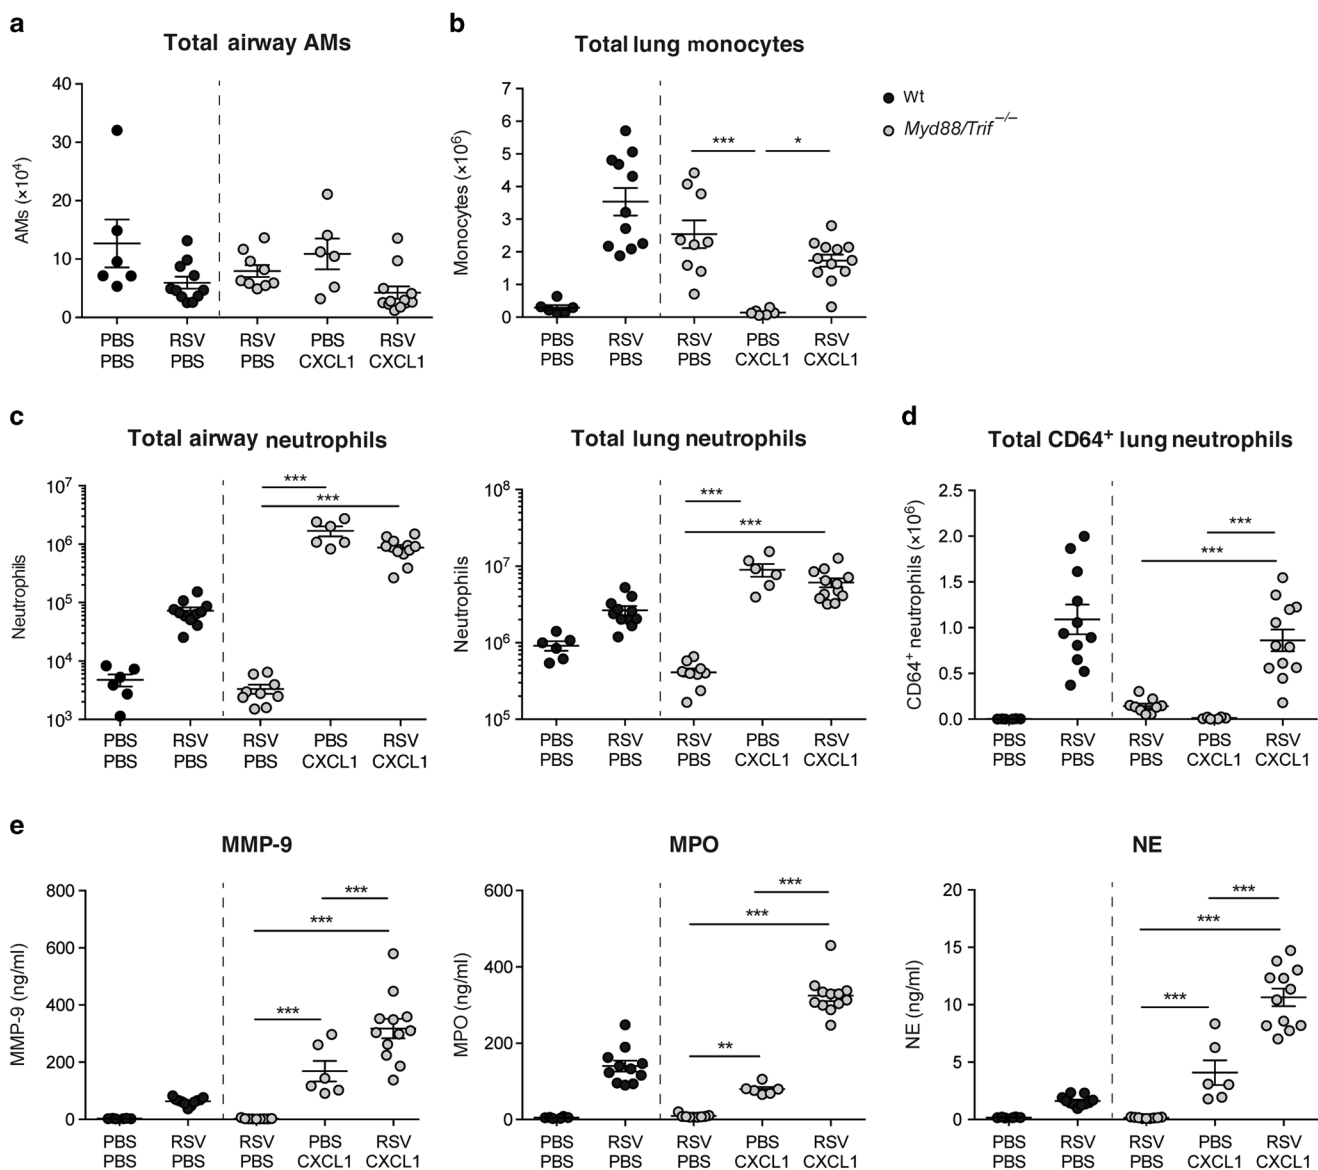 a
Total airway AMs
AMs (×10⁴)
40
30
20
10
0
PBS RSV RSV PBS RSV
PBS PBS PBS CXCL1 CXCL1
b
Total lung monocytes
Monocytes (×10⁶)
7
6
5
4
3
2
1
0
*** *
PBS RSV RSV PBS RSV
PBS PBS PBS CXCL1 CXCL1
Wt
Myd88/Trif⁻/⁻
c
Total airway neutrophils
Neutrophils
10⁷
10⁶
10⁵
10⁴
10³
***
***
PBS RSV RSV PBS RSV
PBS PBS PBS CXCL1 CXCL1
Total lung neutrophils
Neutrophils
10⁸
10⁷
10⁶
10⁵
***
***
PBS RSV RSV PBS RSV
PBS PBS PBS CXCL1 CXCL1
d
Total CD64⁺ lung neutrophils
CD64⁺ neutrophils (×10⁶)
2.5
2.0
1.5
1.0
0.5
0.0
***
***
PBS RSV RSV PBS RSV
PBS PBS PBS CXCL1 CXCL1
e
MMP-9
MMP-9 (ng/ml)
800
600
400
200
0
***
***
***
PBS RSV RSV PBS RSV
PBS PBS PBS CXCL1 CXCL1
MPO
MPO (ng/ml)
600
400
200
0
***
***
**
PBS RSV RSV PBS RSV
PBS PBS PBS CXCL1 CXCL1
NE
NE (ng/ml)
20
15
10
5
0
***
***
***
PBS RSV RSV PBS RSV
PBS PBS PBS CXCL1 CXCL1